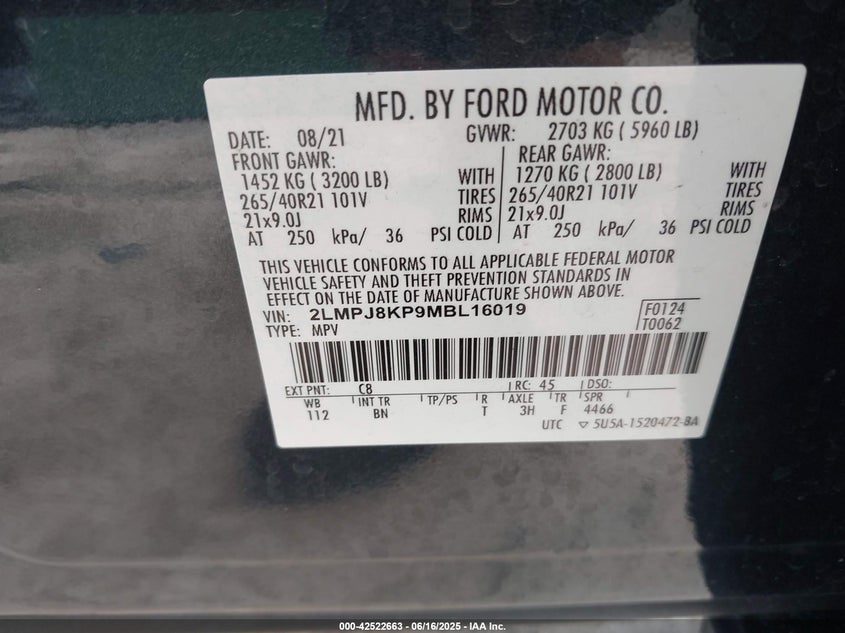 MFD. BY FORD MOTOR CO.
DATE: 08/21 GVWR: 2703 KG ( 5960 LB)
FRONT GAWR: REAR GAWR:
1452 KG ( 3200 LB) WITH 1270 KG ( 2800 LB) WITH
265/40R21 101V TIRES 265/40R21 101V TIRES
21x9.0J RIMS 21x9.0J RIMS
AT 250 kPa/ 36 PSI COLD AT 250 kPa/ 36 PSI COLD
THIS VEHICLE CONFORMS TO ALL APPLICABLE FEDERAL MOTOR
VEHICLE SAFETY AND THEFT PREVENTION STANDARDS IN
EFFECT ON THE DATE OF MANUFACTURE SHOWN ABOVE.
VIN: 2LMPJ8KP9MBL16019 F0124
TYPE: MPV T0062
EXT PNT: C8 RC: 45 DSO:
WB INT TR TP/PS R AXLE TR SPR
112 BN T 3H F 4466
UTC ▽ 5U5A-1520472-BA
000-42522663 - 06/16/2025 - IAA Inc.